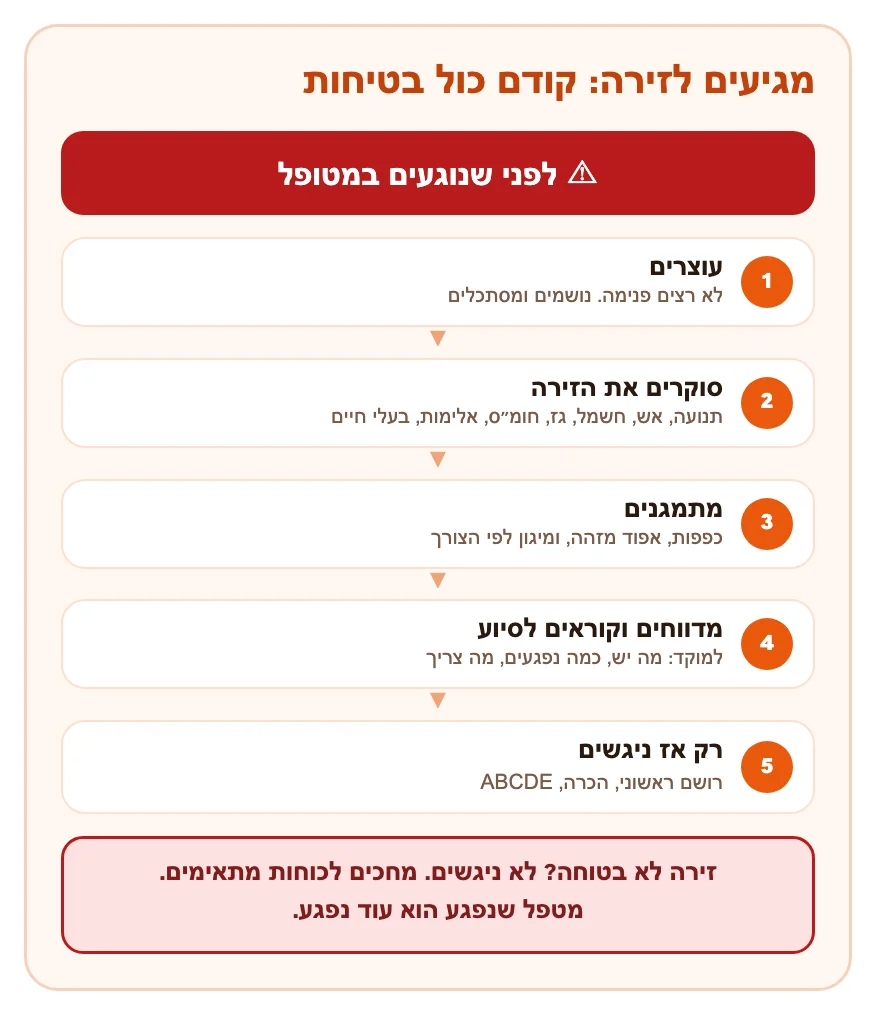 מגיעים לזירה: קודם כול בטיחות
⚠ לפני שנוגעים במטופל
1
עוצרים
לא רצים פנימה. נושמים ומסתכלים
2
סוקרים את הזירה
תנועה, אש, חשמל, גז, חומ״ס, אלימות, בעלי חיים
3
מתמגנים
כפפות, אפוד מזהה, ומיגון לפי הצורך
4
מדווחים וקוראים לסיוע
למוקד: מה יש, כמה נפגעים, מה צריך
5
רק אז ניגשים
רושם ראשוני, הכרה, ABCDE
זירה לא בטוחה? לא ניגשים. מחכים לכוחות מתאימים.
מטפל שנפגע הוא עוד נפגע.